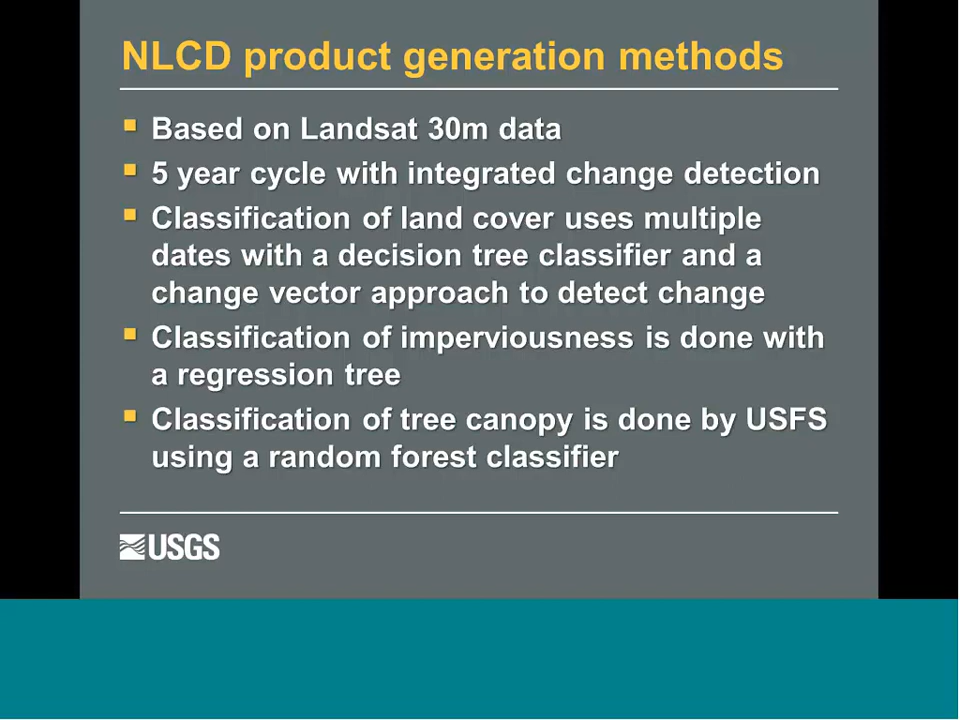 NLCD product generation methods
Based on Landsat 30m data
5 year cycle with integrated change detection
Classification of land cover uses multiple
dates with a decision tree classifier and a
change vector approach to detect change
Classification of imperviousness is done with
a regression tree
Classification of tree canopy is done by USFS
using a random forest classifier
USGS